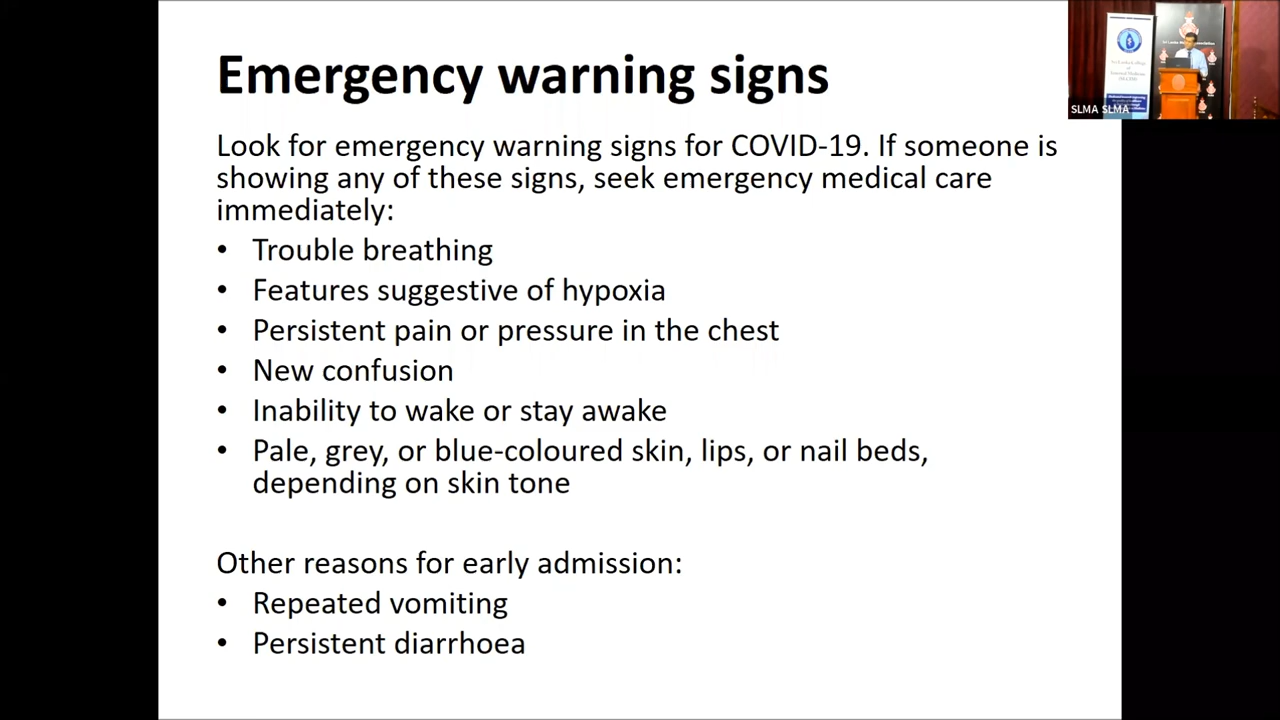 Emergency warning signs
Look for emergency warning signs for COVID-19. If someone is
showing any of these signs, seek emergency medical care
immediately:
• Trouble breathing
• Features suggestive of hypoxia
• Persistent pain or pressure in the chest
• New confusion
• Inability to wake or stay awake
• Pale, grey, or blue-coloured skin, lips, or nail beds,
depending on skin tone
Other reasons for early admission:
• Repeated vomiting
• Persistent diarrhoea
SLMA SLMA